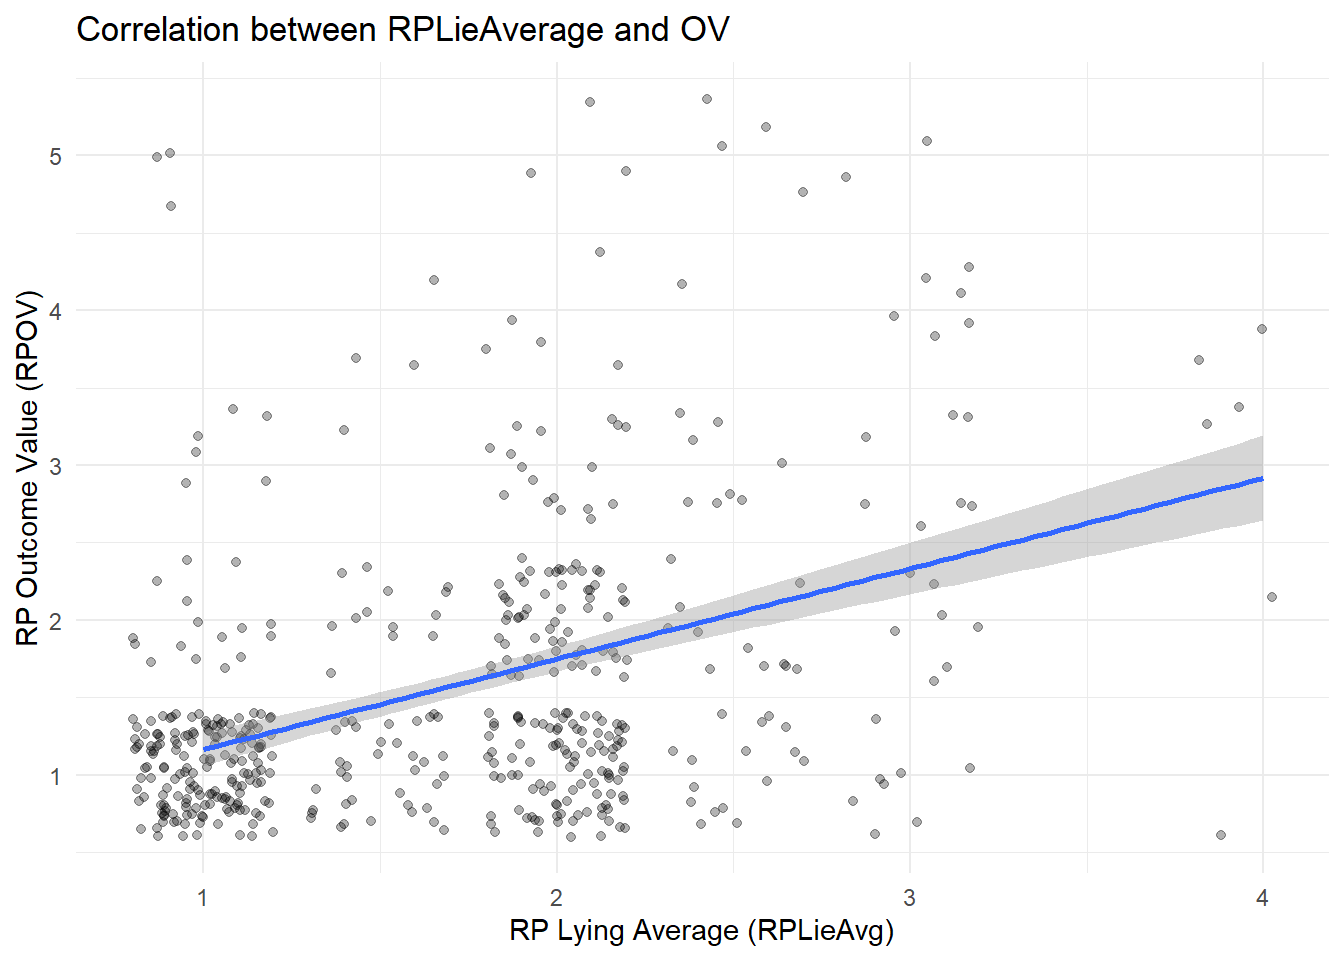 Correlation between RPLieAverage and OV
RP Outcome Value (RPOV)
5
4
3
2
1
1 2 3 4
RP Lying Average (RPLieAvg)